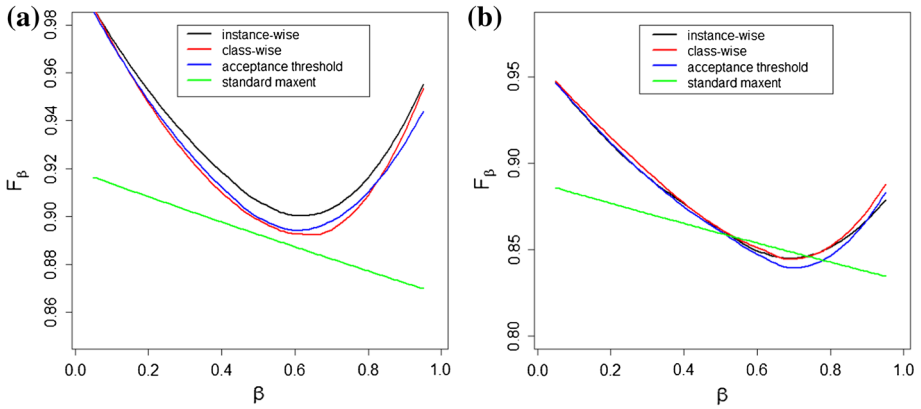 (a)
instance-wise
class-wise
acceptance threshold
standard maxent
0.98
0.96
0.94
0.92
0.90
0.88
0.86
Fβ
0.0 0.2 0.4 0.6 0.8 1.0
β
(b)
instance-wise
class-wise
acceptance threshold
standard maxent
0.95
0.90
0.85
0.80
Fβ
0.0 0.2 0.4 0.6 0.8 1.0
β